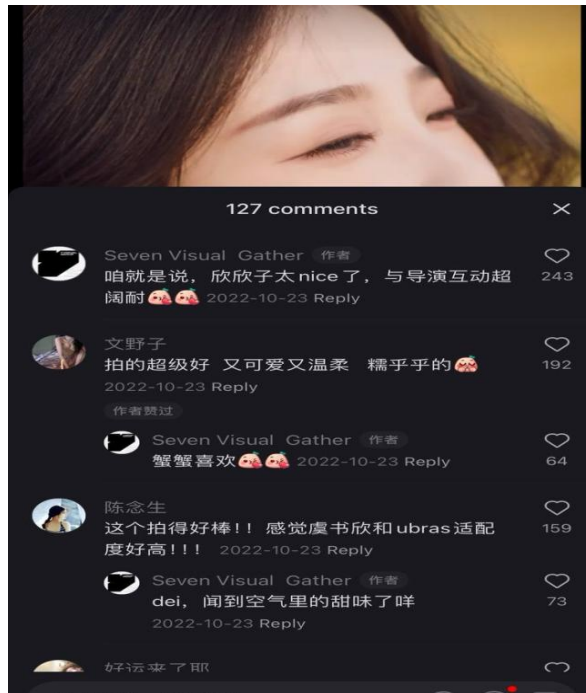 127 comments
Seven Visual Gather 作者
咱就是说，欣欣子太nice了，与导演互动超
阔耐 2022-10-23 Reply
243
文野子
拍的超级好 又可爱又温柔 糯乎乎的
192
2022-10-23 Reply
作者赞过
Seven Visual Gather 作者
蟹蟹喜欢 2022-10-23 Reply
64
陈念生
这个拍得好棒!! 感觉虞书欣和ubras适配
度好高!!! 2022-10-23 Reply
159
Seven Visual Gather 作者
dei，闻到空气里的甜味了咩
73
2022-10-23 Reply
好运来了耶